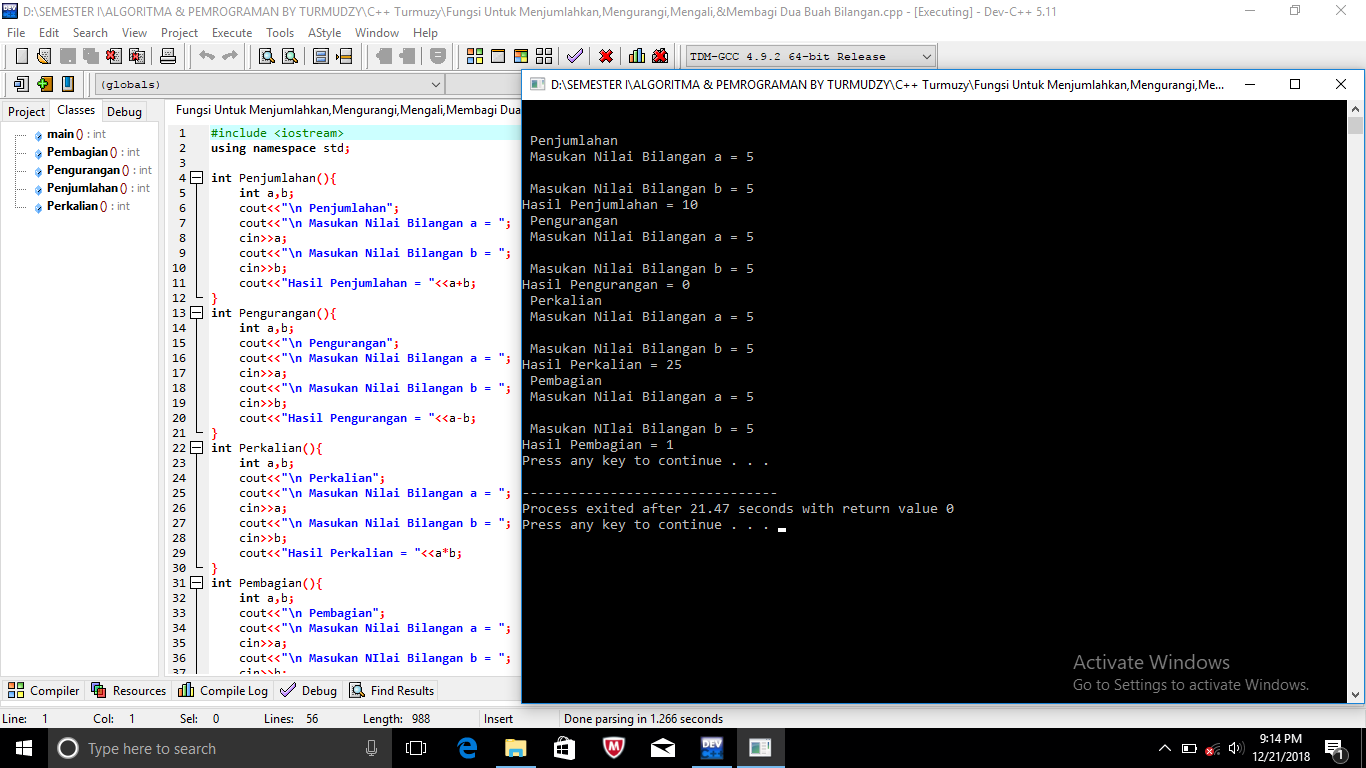 D:\SEMESTER I\ALGORITMA & PEMROGRAMAN BY TURMUDZY\C++ Turmuzy\Fungsi Untuk Menjumlahkan,Mengurangi,Mengali,&Membagi Dua Buah Bilangan.cpp - [Executing] - Dev-C++ 5.11
File Edit Search View Project Execute Tools AStyle Window Help
TDM-GCC 4.9.2 64-bit Release
(globals)
Project Classes Debug
main () : int
Pembagian () : int
Pengurangan () : int
Penjumlahan () : int
Perkalian () : int
Fungsi Untuk Menjumlahkan,Mengurangi,Mengali,Membagi Dua
1 #include <iostream>
2 using namespace std;
3
4 int Penjumlahan(){
5 int a,b;
6 cout<<"\n Penjumlahan";
7 cout<<"\n Masukan Nilai Bilangan a = ";
8 cin>>a;
9 cout<<"\n Masukan Nilai Bilangan b = ";
10 cin>>b;
11 cout<<"Hasil Penjumlahan = "<<a+b;
12 }
13 int Pengurangan(){
14 int a,b;
15 cout<<"\n Pengurangan";
16 cout<<"\n Masukan Nilai Bilangan a = ";
17 cin>>a;
18 cout<<"\n Masukan Nilai Bilangan b = ";
19 cin>>b;
20 cout<<"Hasil Pengurangan = "<<a-b;
21 }
22 int Perkalian(){
23 int a,b;
24 cout<<"\n Perkalian";
25 cout<<"\n Masukan Nilai Bilangan a = ";
26 cin>>a;
27 cout<<"\n Masukan Nilai Bilangan b = ";
28 cin>>b;
29 cout<<"Hasil Perkalian = "<<a*b;
30 }
31 int Pembagian(){
32 int a,b;
33 cout<<"\n Pembagian";
34 cout<<"\n Masukan Nilai Bilangan a = ";
35 cin>>a;
36 cout<<"\n Masukan NIlai Bilangan b = ";
37 cin>>b;
D:\SEMESTER I\ALGORITMA & PEMROGRAMAN BY TURMUDZY\C++ Turmuzy\Fungsi Untuk Menjumlahkan,Mengurangi,Me...
Penjumlahan
Masukan Nilai Bilangan a = 5
Masukan Nilai Bilangan b = 5
Hasil Penjumlahan = 10
Pengurangan
Masukan Nilai Bilangan a = 5
Masukan Nilai Bilangan b = 5
Hasil Pengurangan = 0
Perkalian
Masukan Nilai Bilangan a = 5
Masukan Nilai Bilangan b = 5
Hasil Perkalian = 25
Pembagian
Masukan Nilai Bilangan a = 5
Masukan NIlai Bilangan b = 5
Hasil Pembagian = 1
Press any key to continue . . .
--------------------------------
Process exited after 21.47 seconds with return value 0
Press any key to continue . . .
Activate Windows
Go to Settings to activate Windows.
Compiler Resources Compile Log Debug Find Results
Line: 1 Col: 1 Sel: 0 Lines: 56 Length: 988 Insert Done parsing in 1.266 seconds
Type here to search
DEV C++
9:14 PM
12/21/2018
1